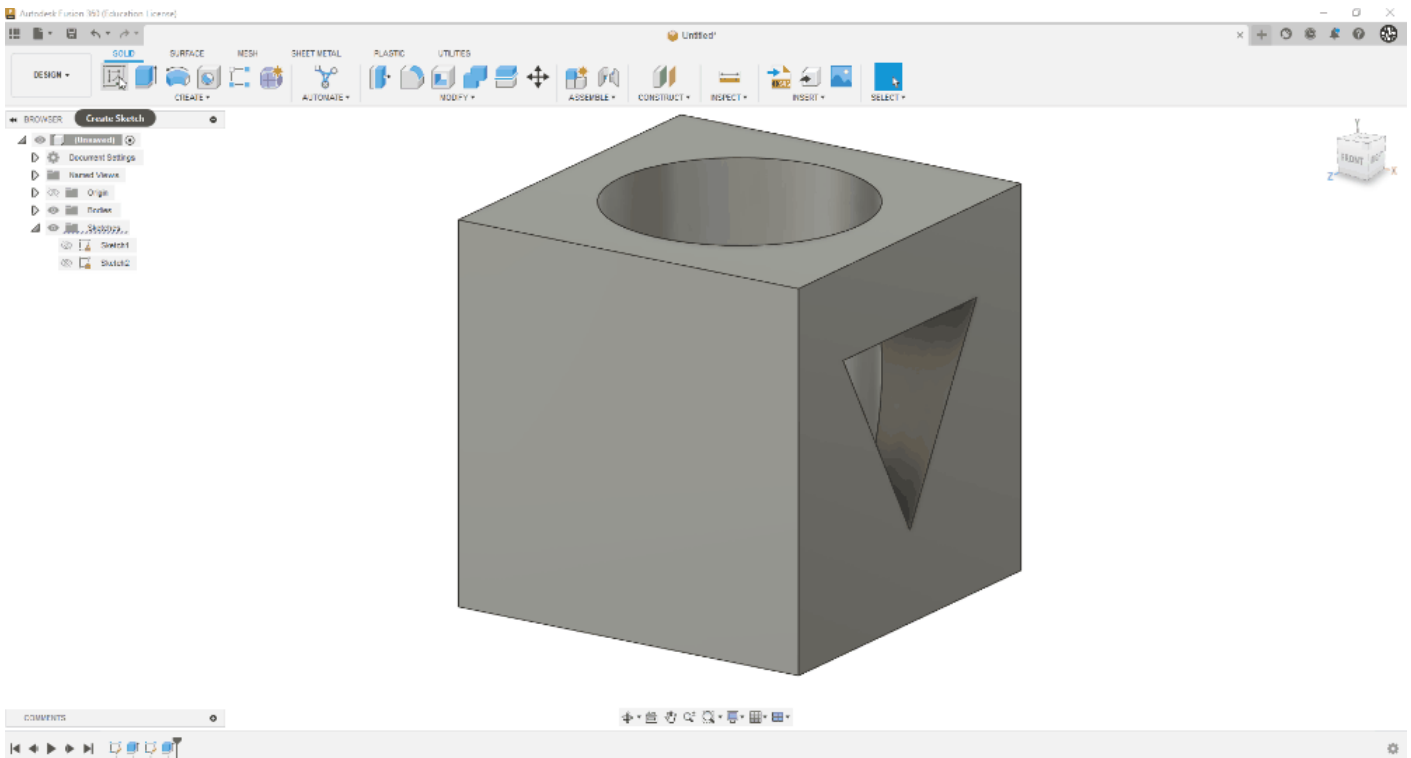 Autodesk Fusion 360 (Education License)
Untitled*
SOLID SURFACE MESH SHEET METAL PLASTIC UTILITIES
DESIGN
CREATE AUTOMATE MODIFY ASSEMBLE CONSTRUCT INSPECT INSERT SELECT
BROWSER
Create Sketch
(Unsaved)
Document Settings
Named Views
Origin
Bodies
Sketches
Sketch1
Sketch2
Y
FRONT
Z
X
COMMENTS